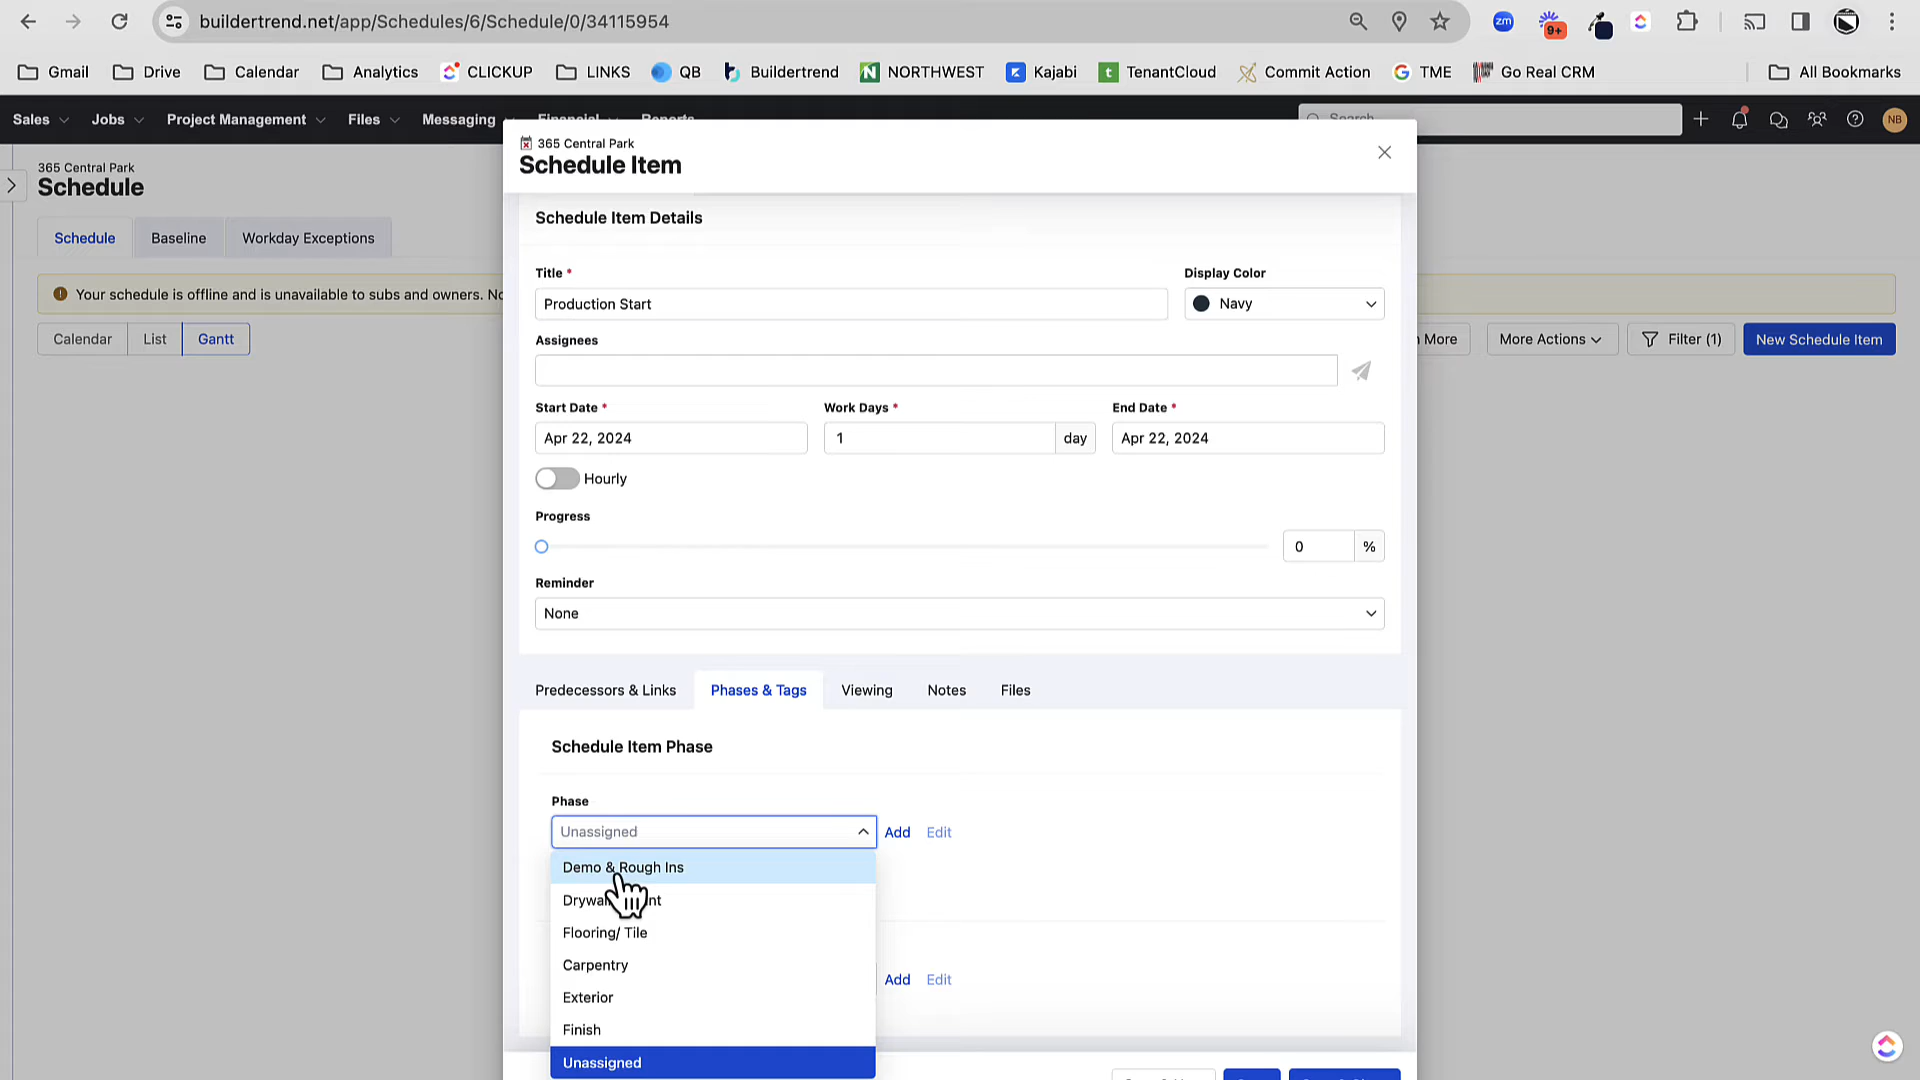 buildertrend.net/app/Schedules/6/Schedule/0/34115954
zm
9+
Gmail
Drive
Calendar
Analytics
CLICKUP
LINKS
QB
Buildertrend
NORTHWEST
Kajabi
TenantCloud
Commit Action
TME
Go Real CRM
All Bookmarks
Sales
Jobs
Project Management
Files
Messaging
Financial
Reports
Search
NB
365 Central Park
Schedule
Schedule
Baseline
Workday Exceptions
Your schedule is offline and is unavailable to subs and owners.
Calendar
List
Gantt
More
More Actions
Filter (1)
New Schedule Item
365 Central Park
Schedule Item
Schedule Item Details
Title *
Production Start
Display Color
Navy
Assignees
Start Date *
Apr 22, 2024
Work Days *
1
day
End Date *
Apr 22, 2024
Hourly
Progress
0
%
Reminder
None
Predecessors & Links
Phases & Tags
Viewing
Notes
Files
Schedule Item Phase
Phase
Unassigned
Add
Edit
Demo & Rough Ins
Flooring/ Tile
Carpentry
Exterior
Finish
Unassigned
Add
Edit